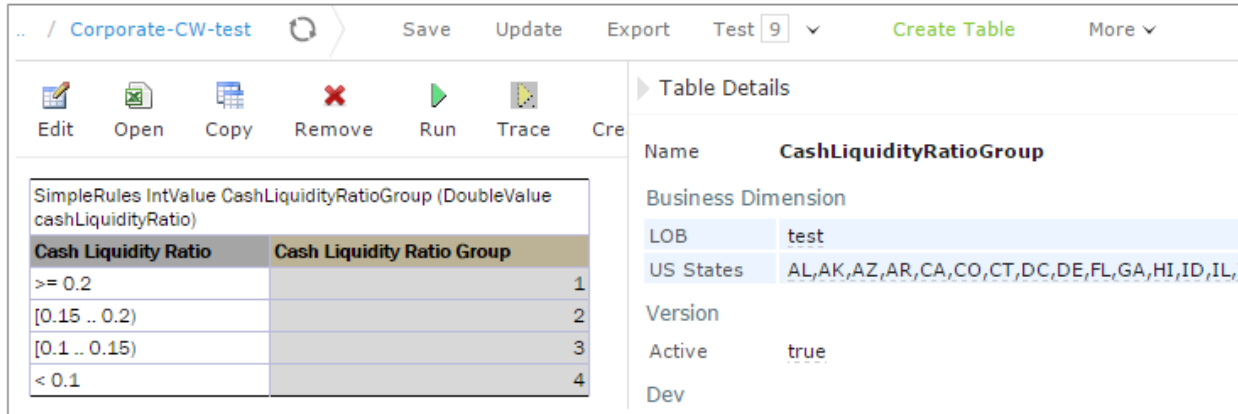 .. / Corporate-CW-test Save Update Export Test 9 Create Table More
Edit Open Copy Remove Run Trace Cre
SimpleRules IntValue CashLiquidityRatioGroup (DoubleValue
cashLiquidityRatio)
Cash Liquidity Ratio Cash Liquidity Ratio Group
>= 0.2 1
[0.15 .. 0.2) 2
[0.1 .. 0.15) 3
< 0.1 4
Table Details
Name CashLiquidityRatioGroup
Business Dimension
LOB test
US States AL,AK,AZ,AR,CA,CO,CT,DC,DE,FL,GA,HI,ID,IL,
Version
Active true
Dev